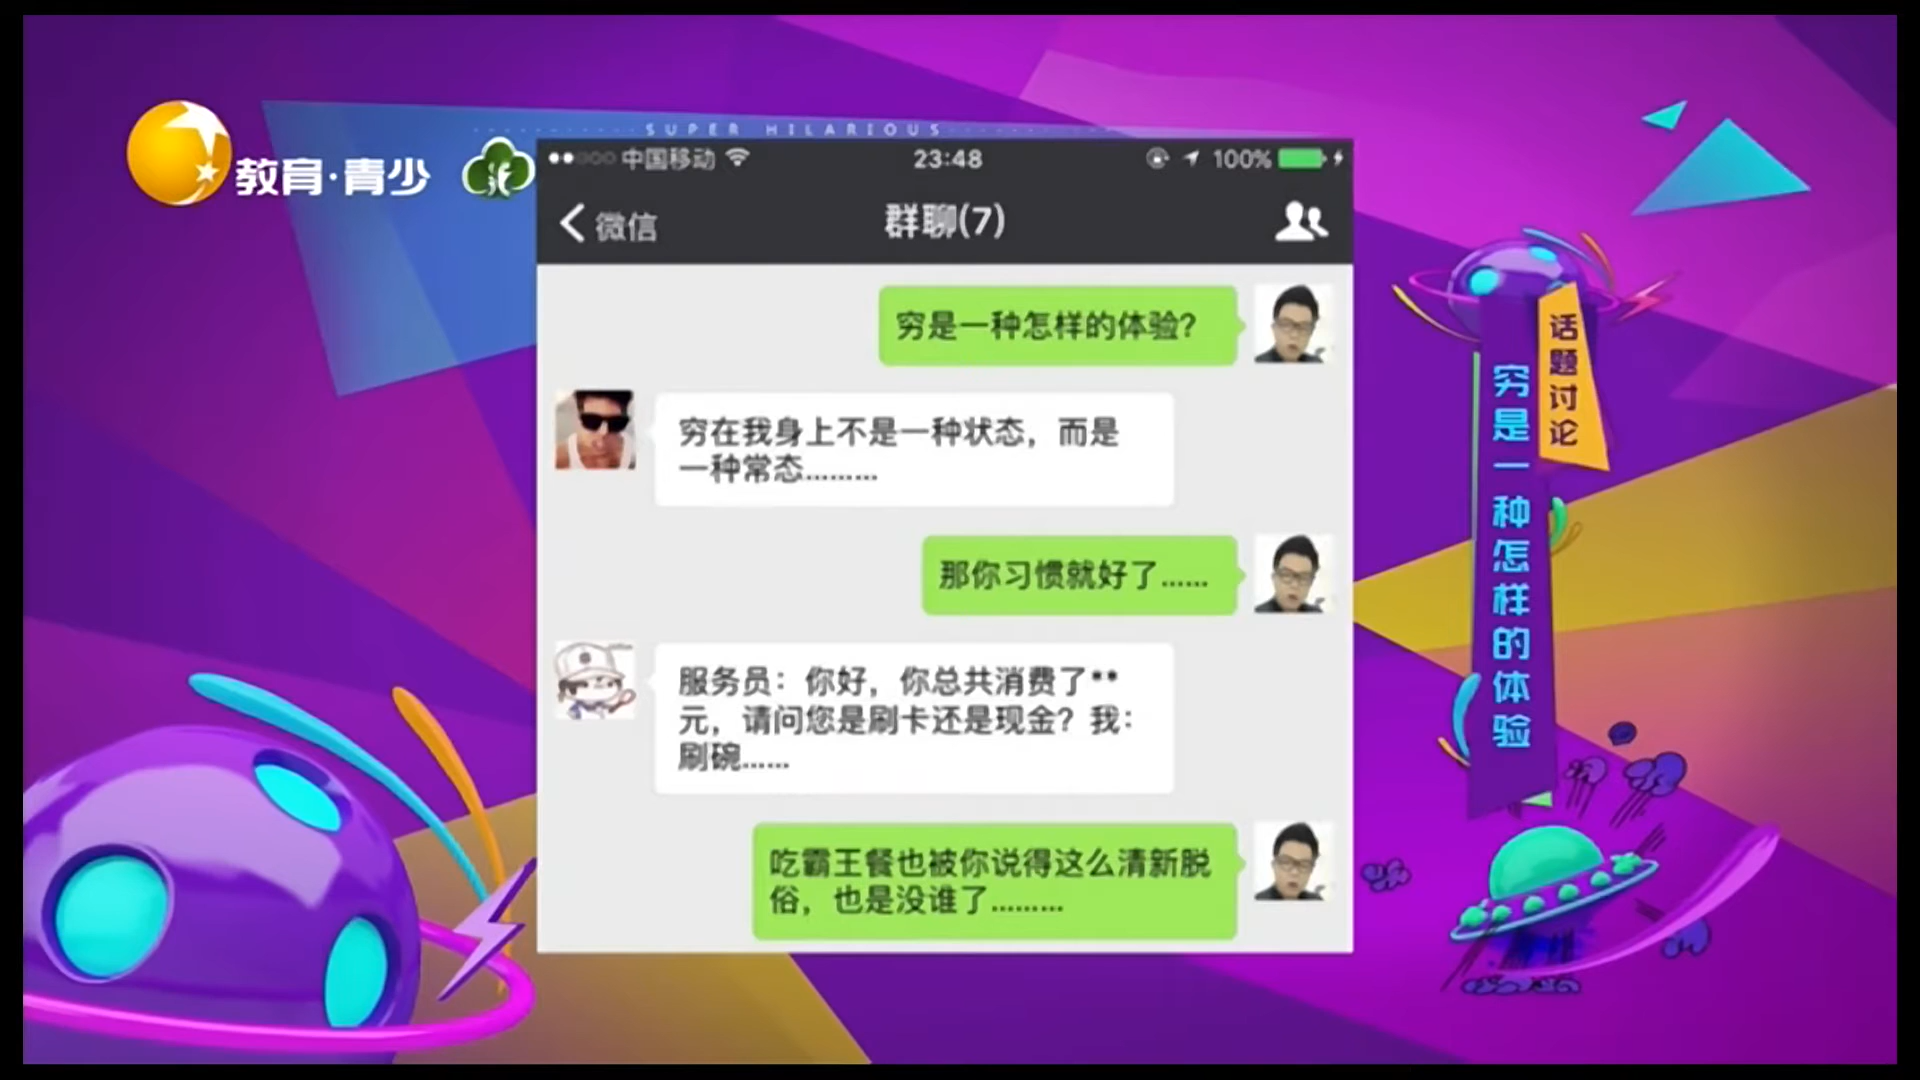 SUPER HILARIOUS
教育·青少
中国移动 23:48 100%
微信 群聊(7)
穷是一种怎样的体验?
穷在我身上不是一种状态，而是
一种常态.........
那你习惯就好了......
服务员：你好，你总共消费了**
元，请问您是刷卡还是现金？我：
刷碗......
吃霸王餐也被你说得这么清新脱
俗，也是没谁了.........
话题讨论
穷是一种怎样的体验